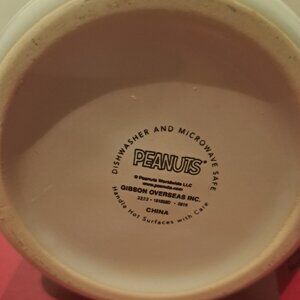 DISHWASHER AND MICROWAVE SAFE
PEANUTS
© Peanuts Worldwide LLC
www.peanuts.com
GIBSON OVERSEAS INC.
CHINA
Handle Hot Surfaces with Care